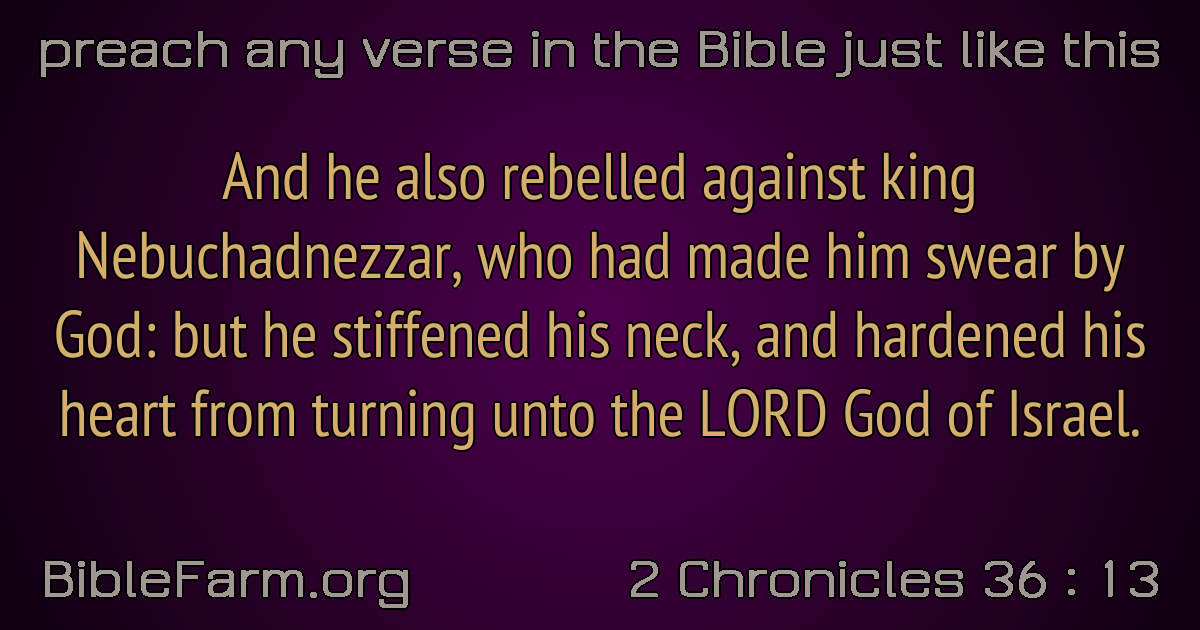 preach any verse in the Bible just like this
And he also rebelled against king
Nebuchadnezzar, who had made him swear by
God: but he stiffened his neck, and hardened his
heart from turning unto the LORD God of Israel.
BibleFarm.org
2 Chronicles 36 : 13